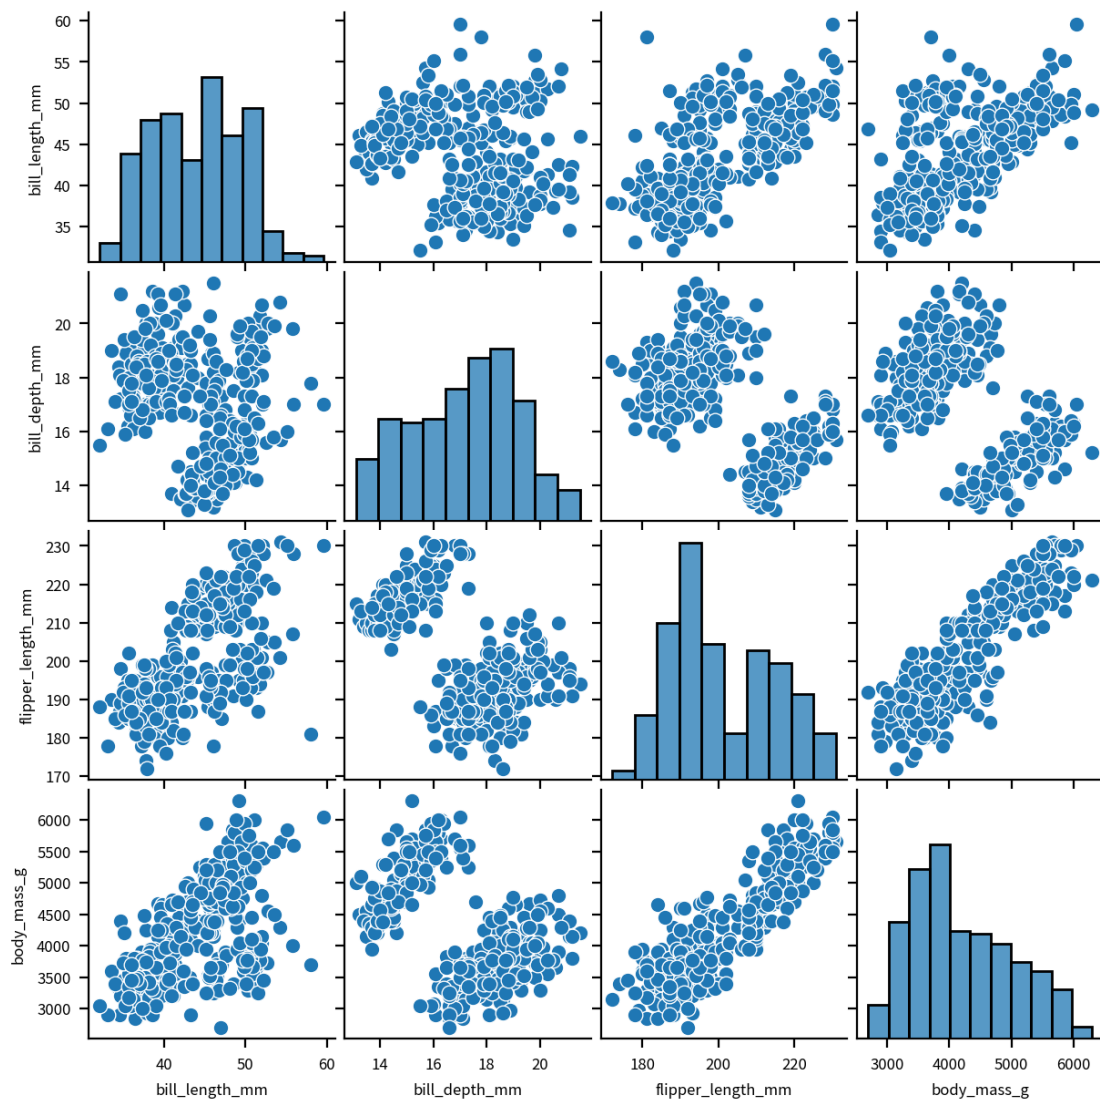 60
55
50
45
40
35
bill_length_mm
20
18
16
14
bill_depth_mm
230
220
210
200
190
180
170
flipper_length_mm
6000
5500
5000
4500
4000
3500
3000
body_mass_g
40 50 60
14 16 18 20
180 200 220
3000 4000 5000 6000
bill_length_mm bill_depth_mm flipper_length_mm body_mass_g